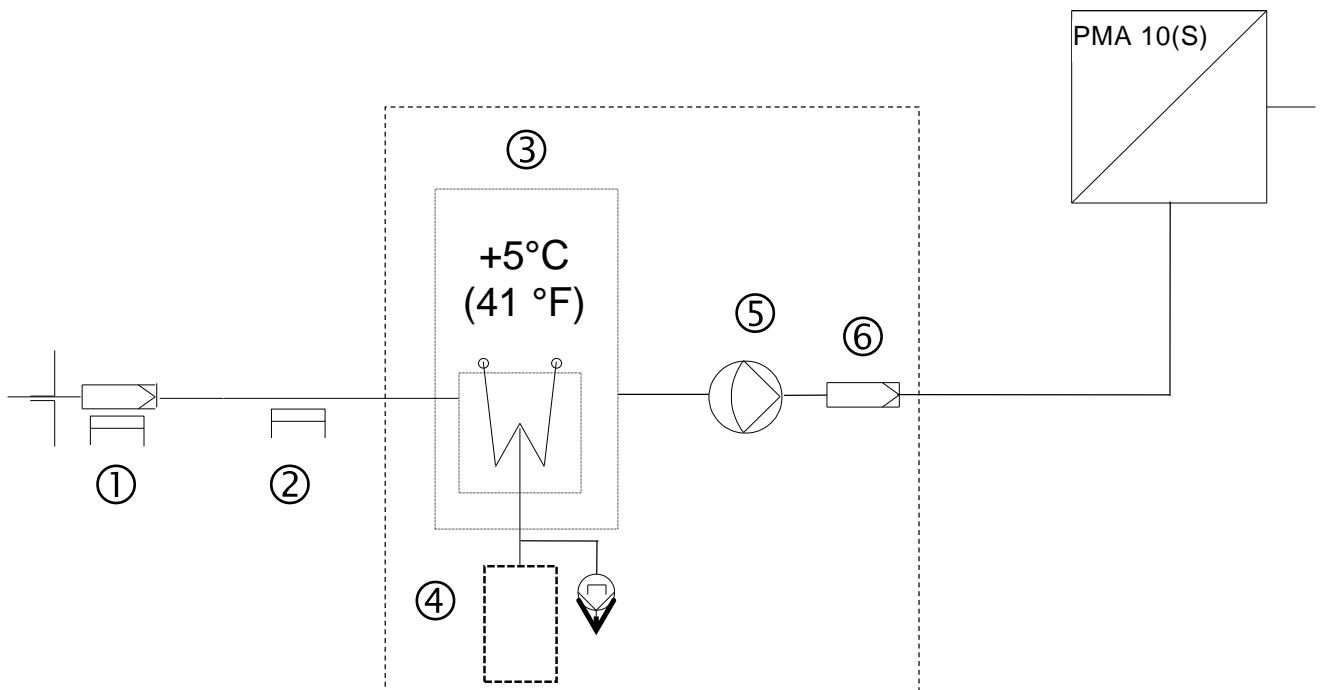 PMA 10(S)
③
+5°C
(41 °F)
⑤
⑥
①
②
④